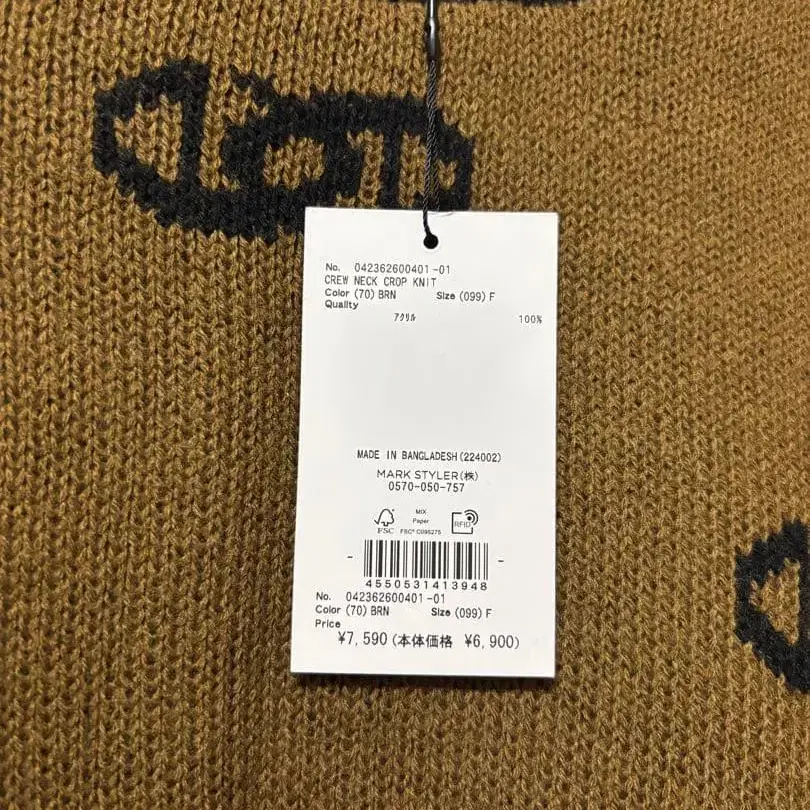 No. 042362600401-01
CREW NECK CROP KNIT
Color (70) BRN Size (099) F
Quality
アクリル 100%
MADE IN BANGLADESH(224002)
MARK STYLER(株)
0570-050-757
MIX
Paper
FSC FSC® C095275 RFID
4550531413948
No. 042362600401-01
Color (70) BRN Size (099) F
Price
¥7,590(本体価格 ¥6,900)